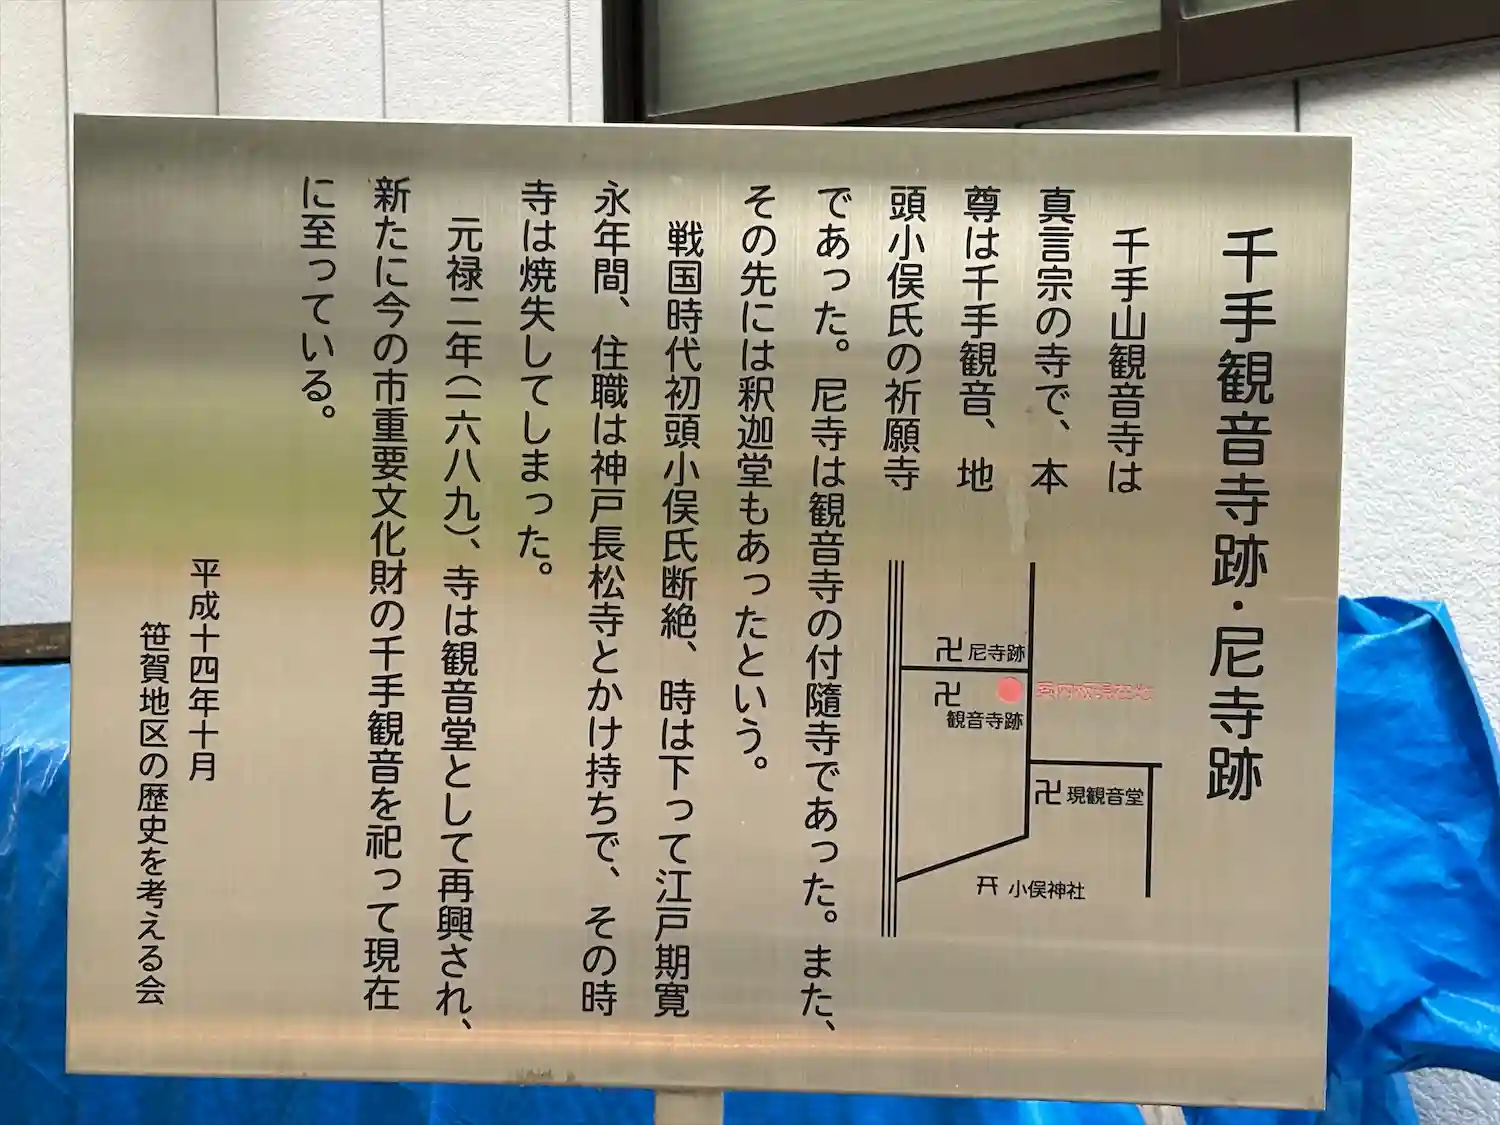 千手観音寺跡・尼寺跡
千手山観音寺は
真言宗の寺で、本
尊は千手観音、地
頭小俣氏の祈願寺
であった。尼寺は観音寺の付隨寺であった。また、
その先には釈迦堂もあったという。
戦国時代初頭小俣氏断絶、時は下って江戸期寛
永年間、住職は神戸長松寺とかけ持ちで、その時
寺は焼失してしまった。
元禄二年(一六八九)、寺は観音堂として再興され、
新たに今の市重要文化財の千手観音を祀って現在
に至っている。
平成十四年十月
笹賀地区の歴史を考える会
卍尼寺跡
卍
観音寺跡
案内板現在地
卍現観音堂
小俣神社